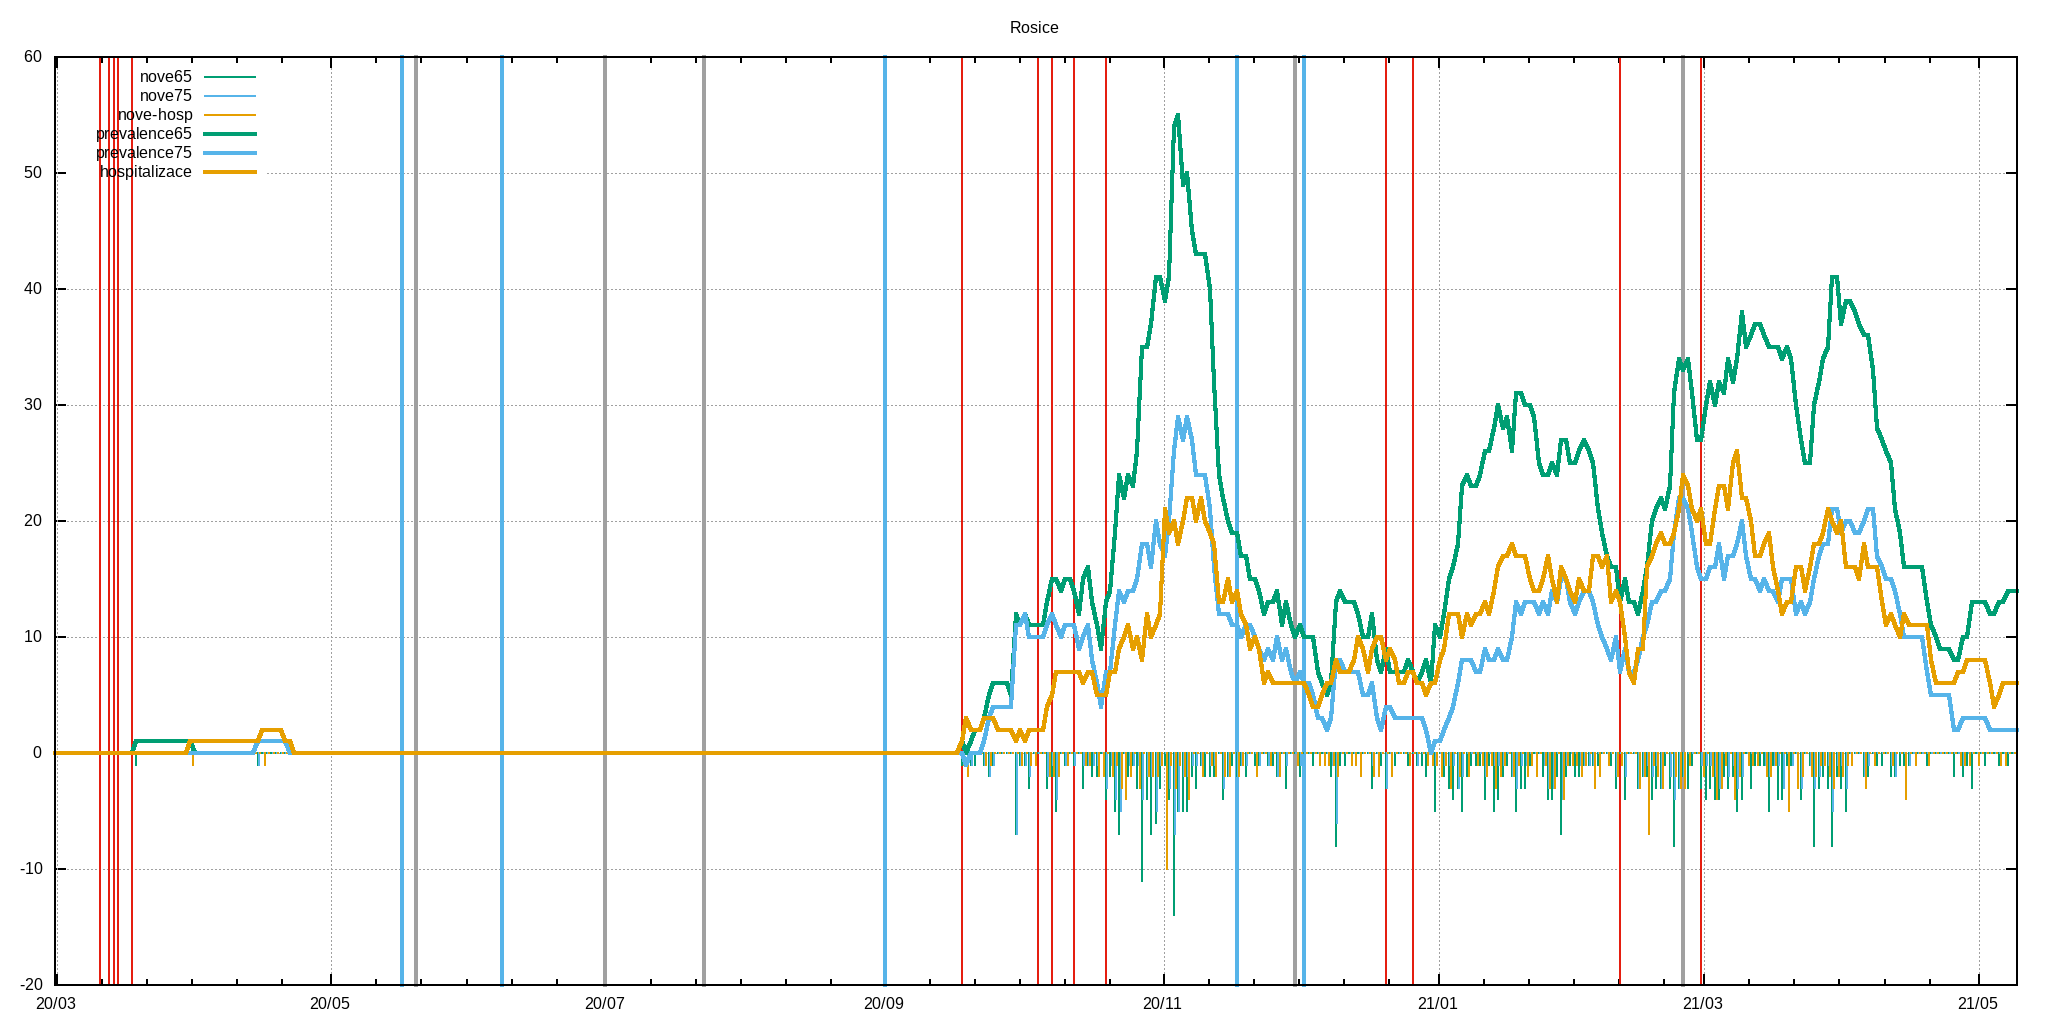 Rosice
60
nove65
nove75
nove-hosp
prevalence65
prevalence75
hospitalizace
50
40
30
20
10
0
-10
-20
20/03 20/05 20/07 20/09 20/11 21/01 21/03 21/05